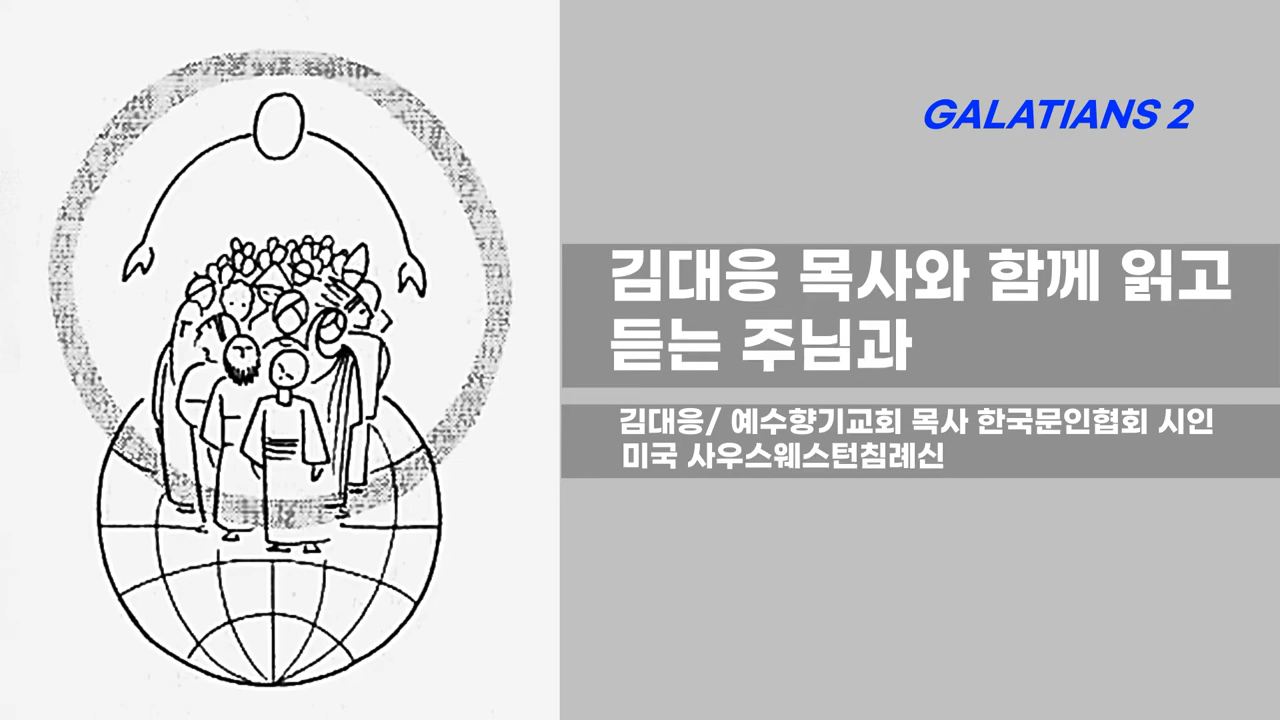 GALATIANS 2
김대응 목사와 함께 읽고
듣는 주님과
김대응/ 예수향기교회 목사 한국문인협회 시인
미국 사우스웨스턴침례신